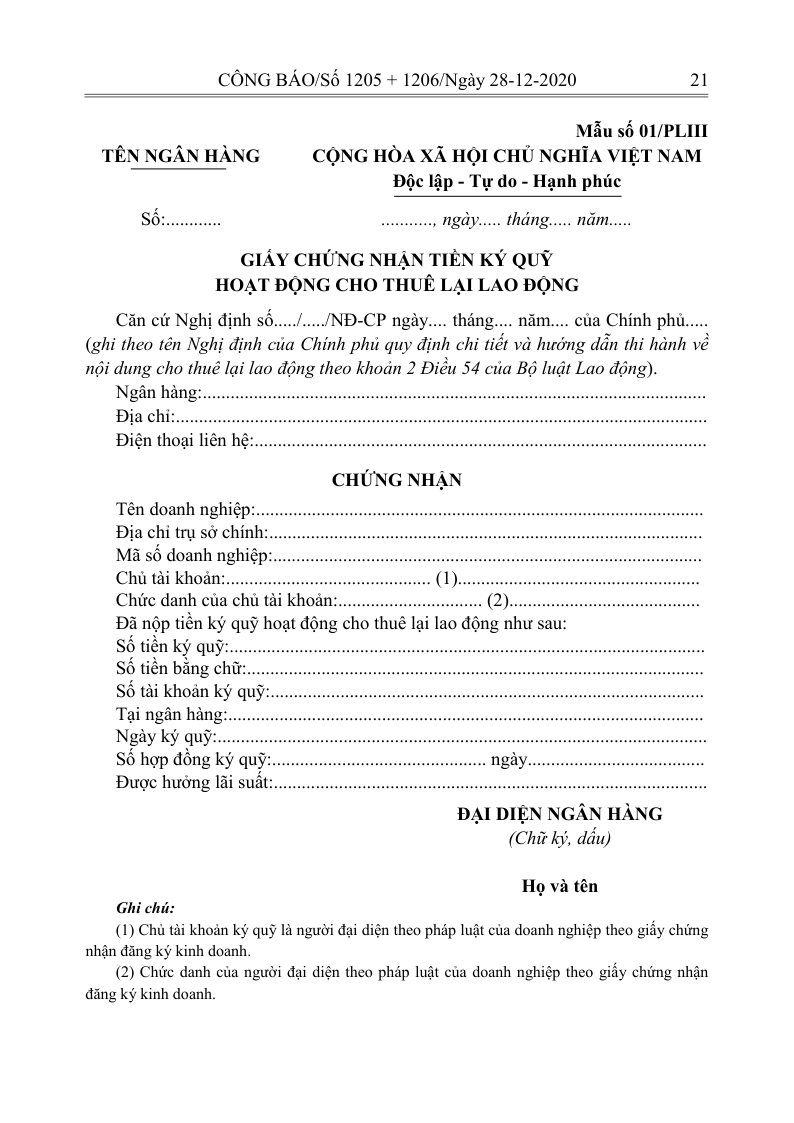 CÔNG BÁO/Số 1205 + 1206/Ngày 28-12-2020 21
Mẫu số 01/PLIII
TÊN NGÂN HÀNG CỘNG HÒA XÃ HỘI CHỦ NGHĨA VIỆT NAM
Độc lập - Tự do - Hạnh phúc
Số:............ ..........., ngày..... tháng..... năm.....
GIẤY CHỨNG NHẬN TIỀN KÝ QUỸ
HOẠT ĐỘNG CHO THUÊ LẠI LAO ĐỘNG
Căn cứ Nghị định số...../...../NĐ-CP ngày.... tháng.... năm.... của Chính phủ.....
(ghi theo tên Nghị định của Chính phủ quy định chi tiết và hướng dẫn thi hành về
nội dung cho thuê lại lao động theo khoản 2 Điều 54 của Bộ luật Lao động).
Ngân hàng:............................................................................................................
Địa chỉ:..................................................................................................................
Điện thoại liên hệ:.................................................................................................
CHỨNG NHẬN
Tên doanh nghiệp:................................................................................................
Địa chỉ trụ sở chính:.............................................................................................
Mã số doanh nghiệp:............................................................................................
Chủ tài khoản:............................................ (1)....................................................
Chức danh của chủ tài khoản:............................... (2).........................................
Đã nộp tiền ký quỹ hoạt động cho thuê lại lao động như sau:
Số tiền ký quỹ:......................................................................................................
Số tiền bằng chữ:..................................................................................................
Số tài khoản ký quỹ:.............................................................................................
Tại ngân hàng:......................................................................................................
Ngày ký quỹ:.........................................................................................................
Số hợp đồng ký quỹ:.............................................. ngày......................................
Được hưởng lãi suất:.............................................................................................
ĐẠI DIỆN NGÂN HÀNG
(Chữ ký, dấu)
Họ và tên
Ghi chú:
(1) Chủ tài khoản ký quỹ là người đại diện theo pháp luật của doanh nghiệp theo giấy chứng
nhận đăng ký kinh doanh.
(2) Chức danh của người đại diện theo pháp luật của doanh nghiệp theo giấy chứng nhận
đăng ký kinh doanh.